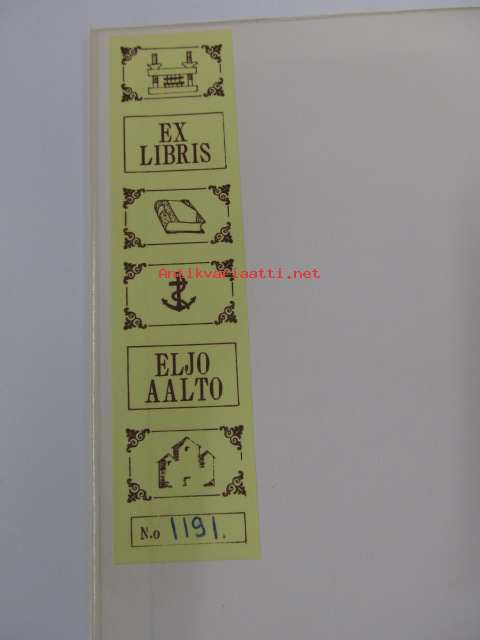 EX
LIBRIS
Antikvariaatti.net
ELJO
AALTO
N.o 1191.